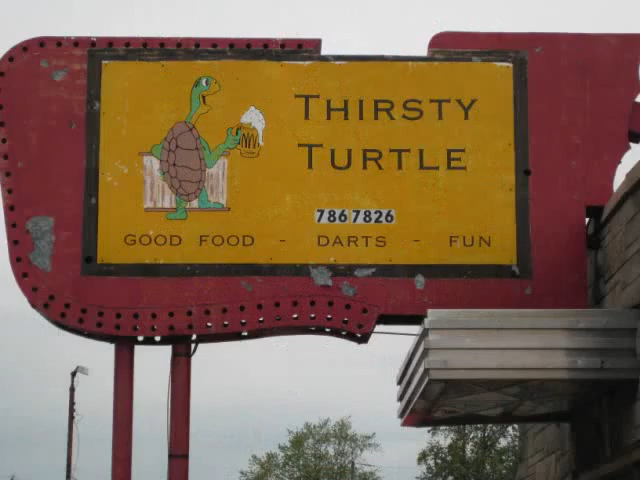 THIRSTY
TURTLE
786 7826
GOOD FOOD - DARTS - FUN